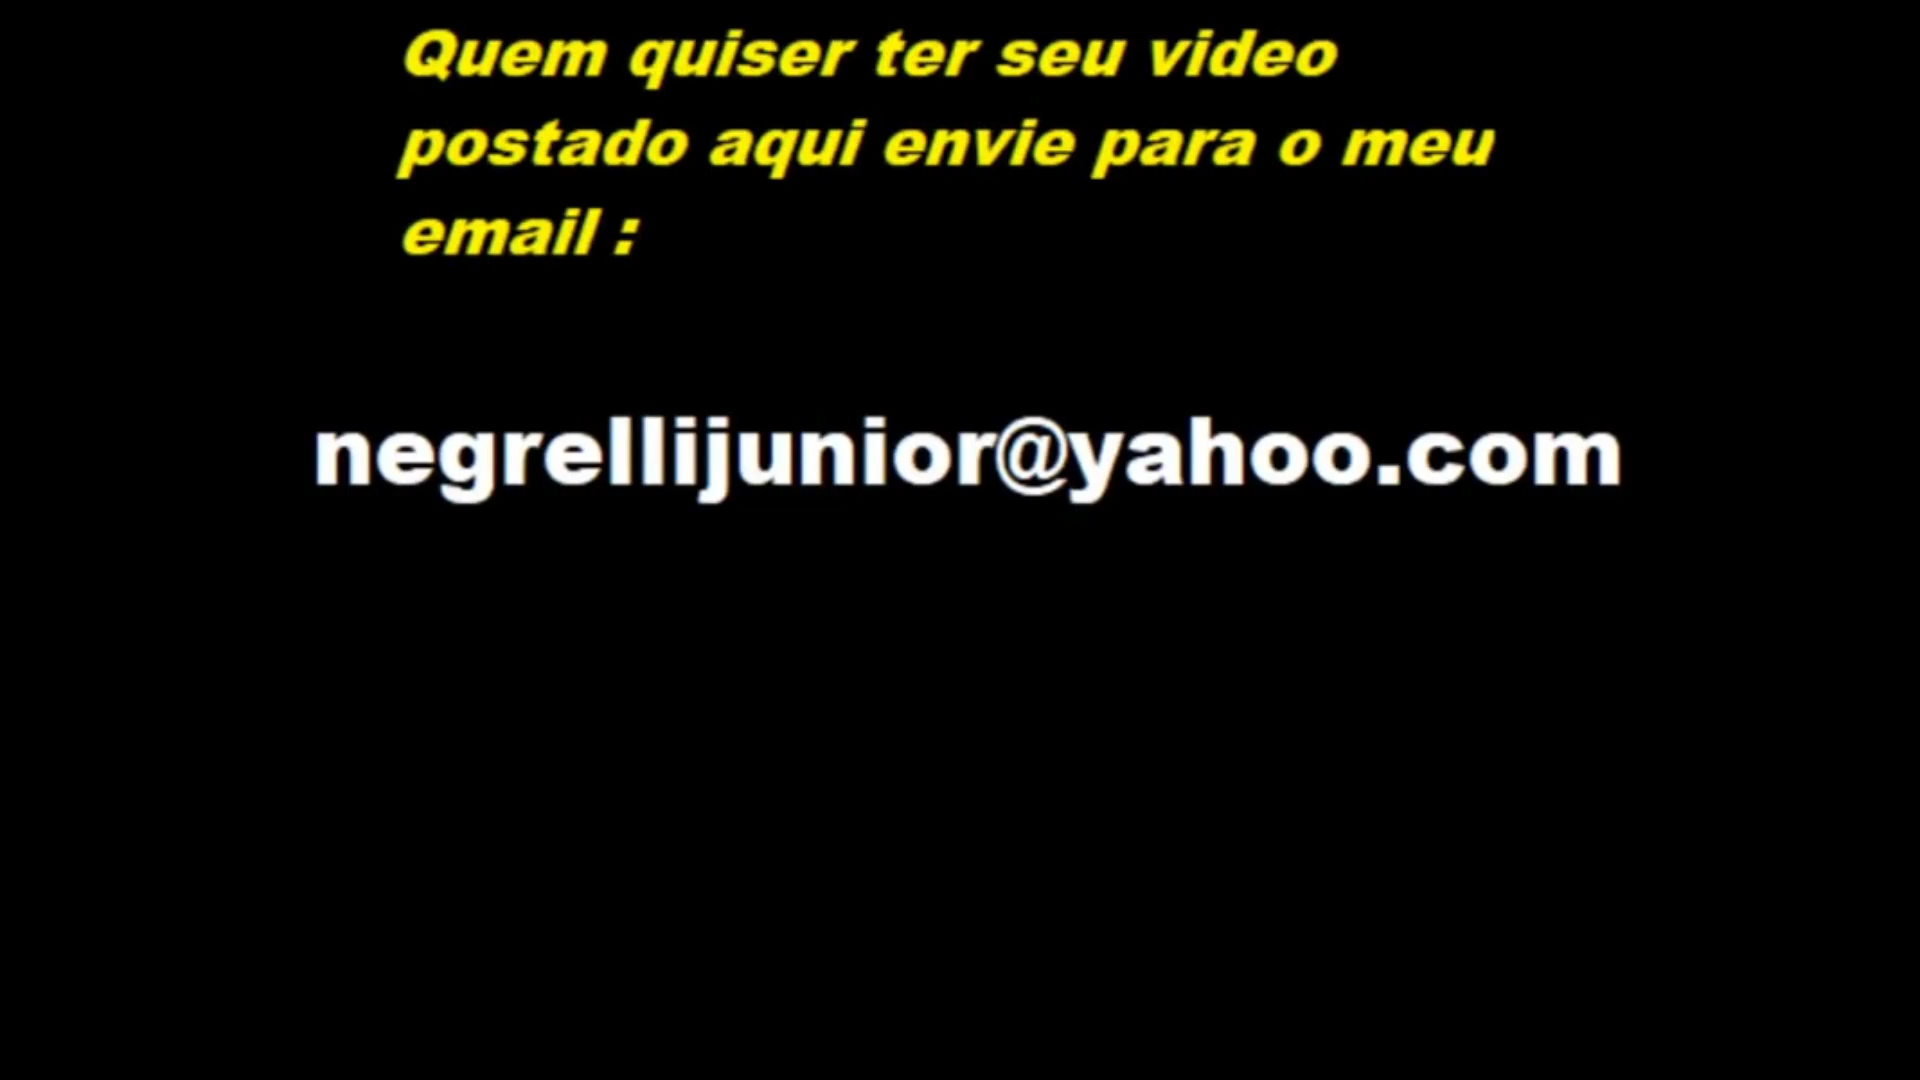 Quem quiser ter seu video
postado aqui envie para o meu
email :
negrellijunior@yahoo.com